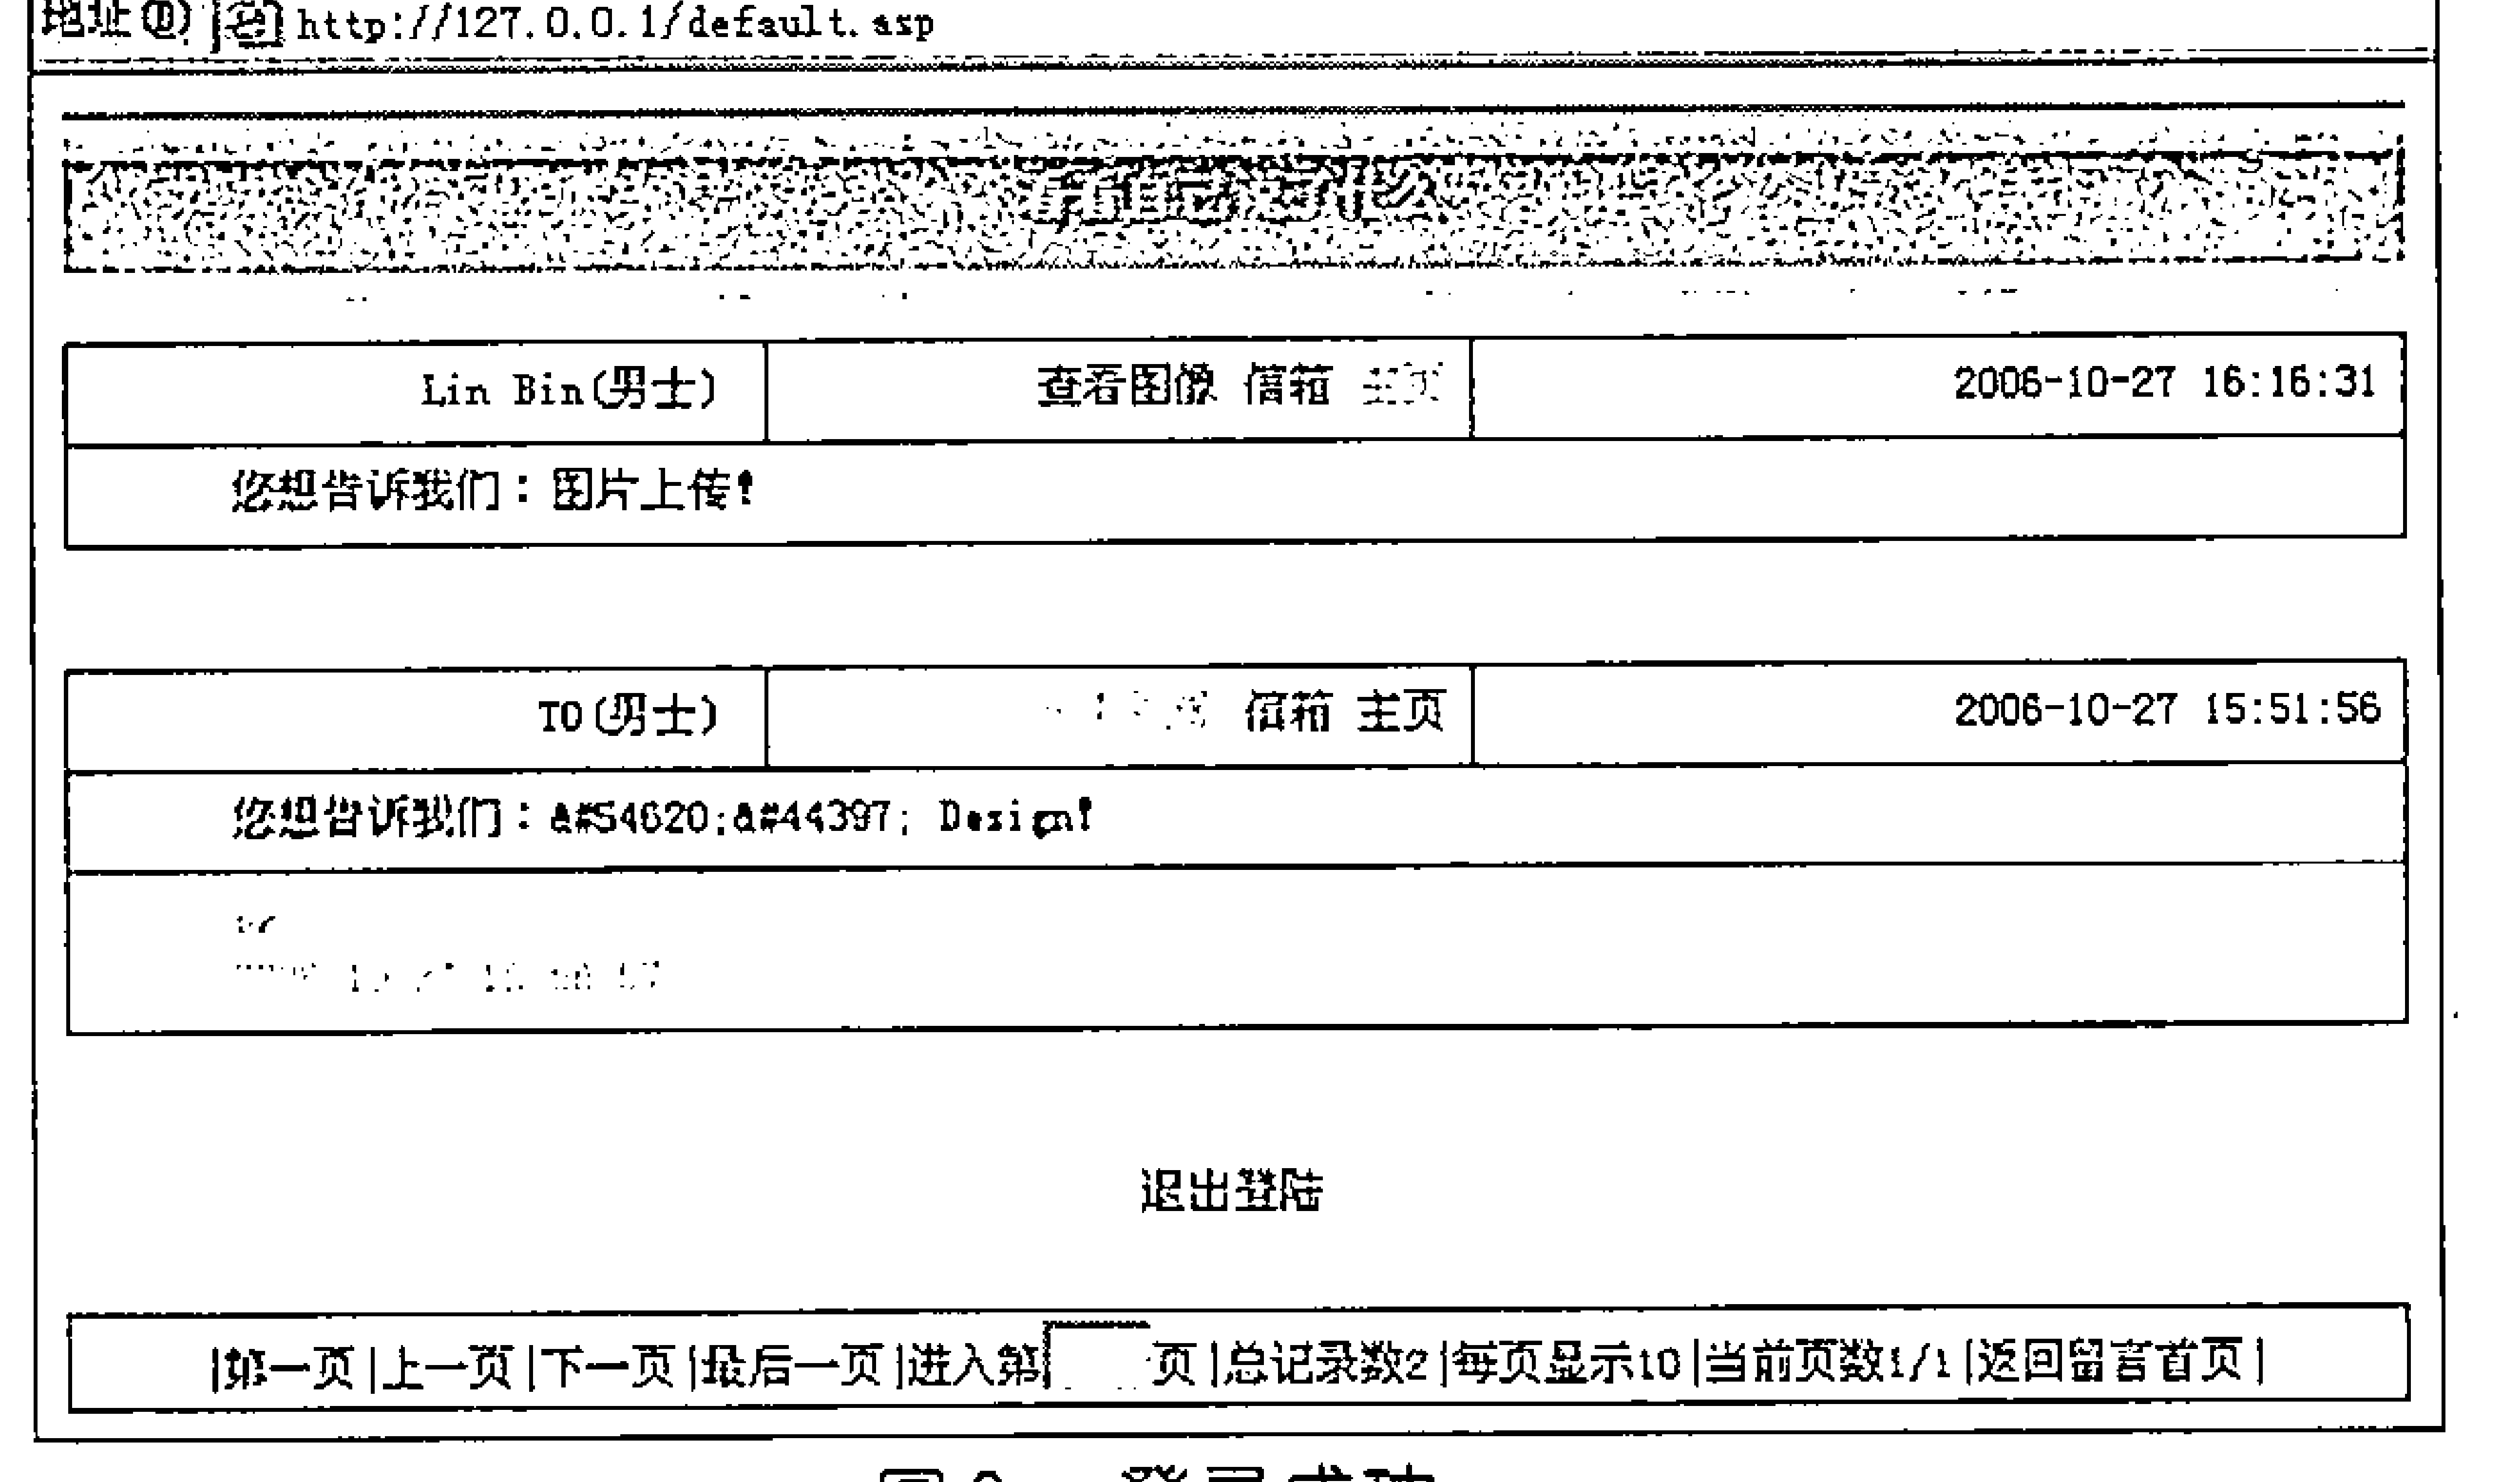 地址(D) http://127.0.0.1/default.asp
Lin Bin(男士) 查看图像 信箱 主页 2006-10-27 16:16:31
您想告诉我们：图片上传!
TO(男士) 信箱 主页 2006-10-27 15:51:56
您想告诉我们：&#54620;&#44397; Design!
退出登陆
|第一页|上一页|下一页|最后一页|进入第 页|总记录数2|每页显示10|当前页数1/1|返回留言首页|